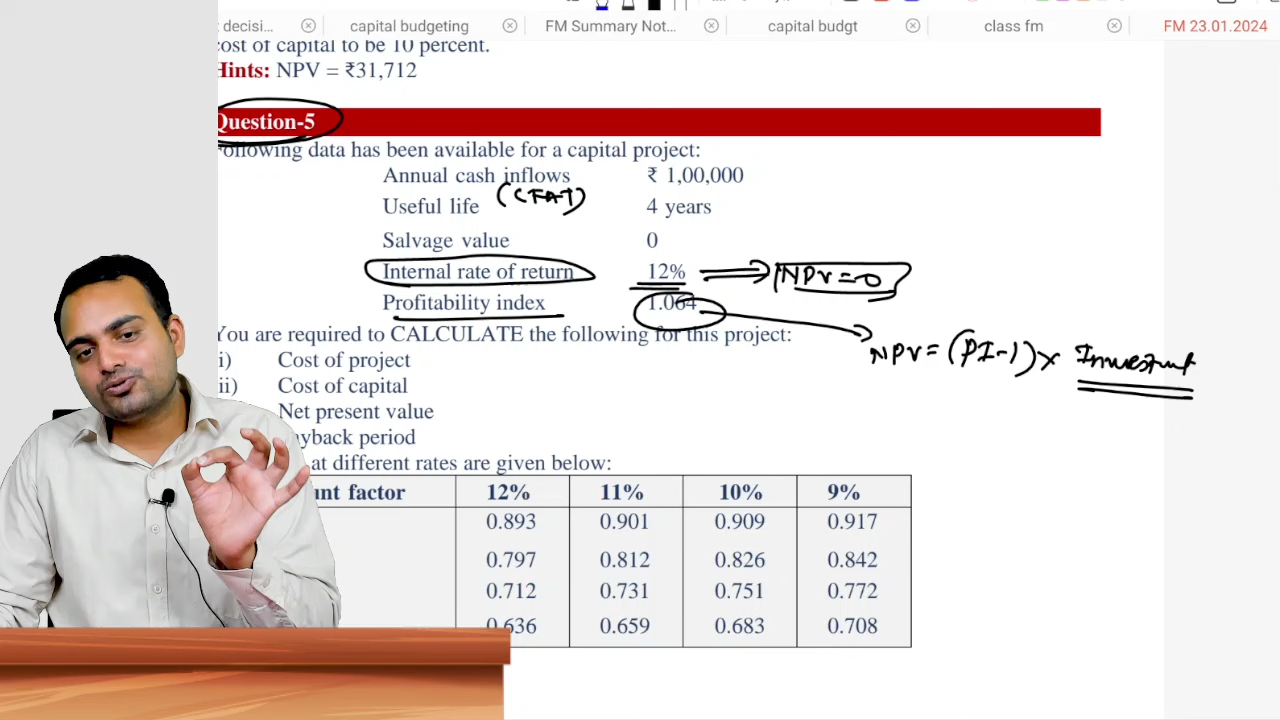 decisi...
capital budgeting
FM Summary Not...
capital budgt
class fm
FM 23.01.2024
cost of capital to be 10 percent.
Hints: NPV = ₹31,712
Question-5
Following data has been available for a capital project:
Annual cash inflows ₹ 1,00,000
(CFAT)
Useful life 4 years
Salvage value 0
Internal rate of return 12% NPV=0
Profitability index 1.064
NPV= (PI-1)× Investment
You are required to CALCULATE the following for this project:
i) Cost of project
ii) Cost of capital
Net present value
ayback period
at different rates are given below:
unt factor 12% 11% 10% 9%
0.893 0.901 0.909 0.917
0.797 0.812 0.826 0.842
0.712 0.731 0.751 0.772
0.636 0.659 0.683 0.708